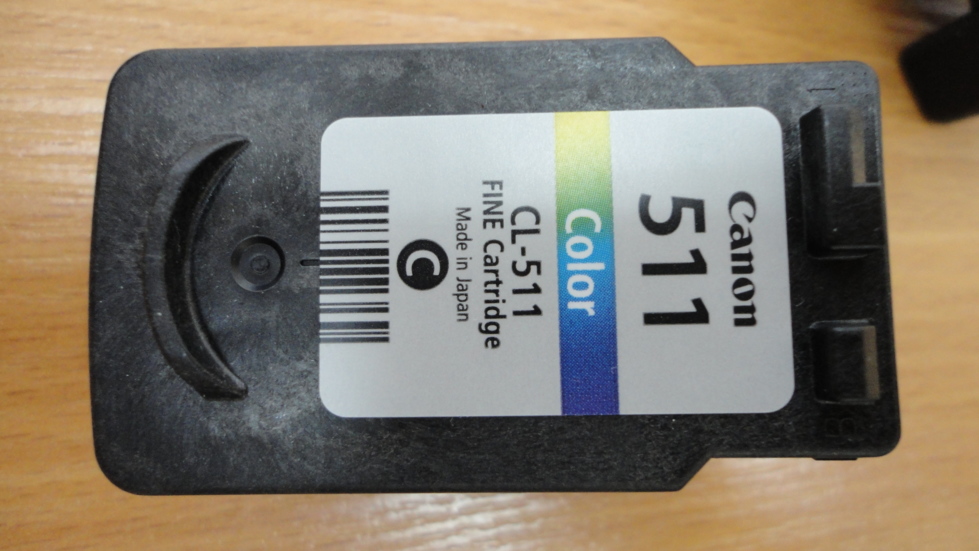 Canon
511
Color
CL-511
FINE Cartridge
Made in Japan
C